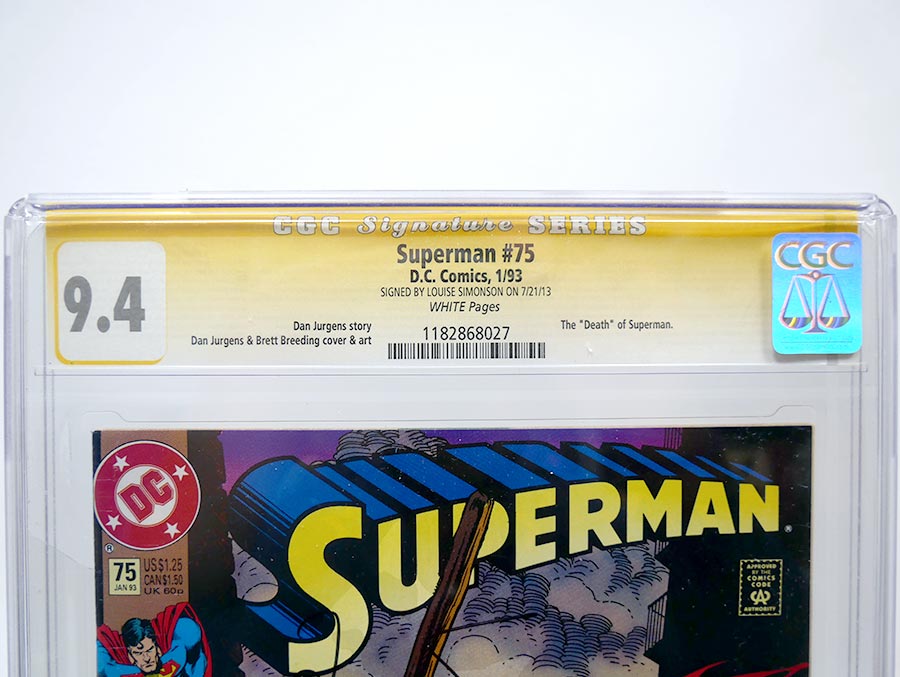 CGC Signature SERIES
Superman #75
D.C. Comics, 1/93
SIGNED BY LOUISE SIMONSON ON 7/21/13
WHITE Pages
9.4
Dan Jurgens story
Dan Jurgens & Brett Breeding cover & art
1182868027
The "Death" of Superman.
CGC
DC
®
SUPERMAN
®
75
JAN 93
US$1.25
CAN$1.50
UK 60p
APPROVED
BY THE
COMICS
CODE
CA
AUTHORITY